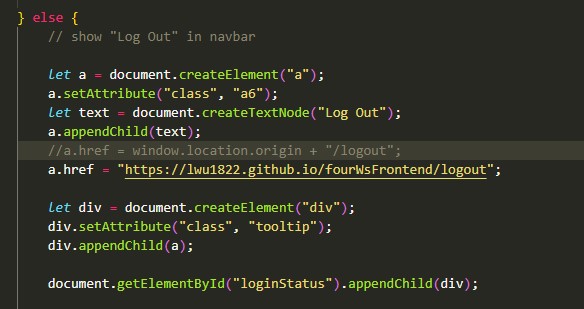 } else {
// show "Log Out" in navbar
let a = document.createElement("a");
a.setAttribute("class", "a6");
let text = document.createTextNode("Log Out");
a.appendChild(text);
//a.href = window.location.origin + "/logout";
a.href = "https://lwu1822.github.io/fourWsFrontend/logout";
let div = document.createElement("div");
div.setAttribute("class", "tooltip");
div.appendChild(a);
document.getElementById("loginStatus").appendChild(div);